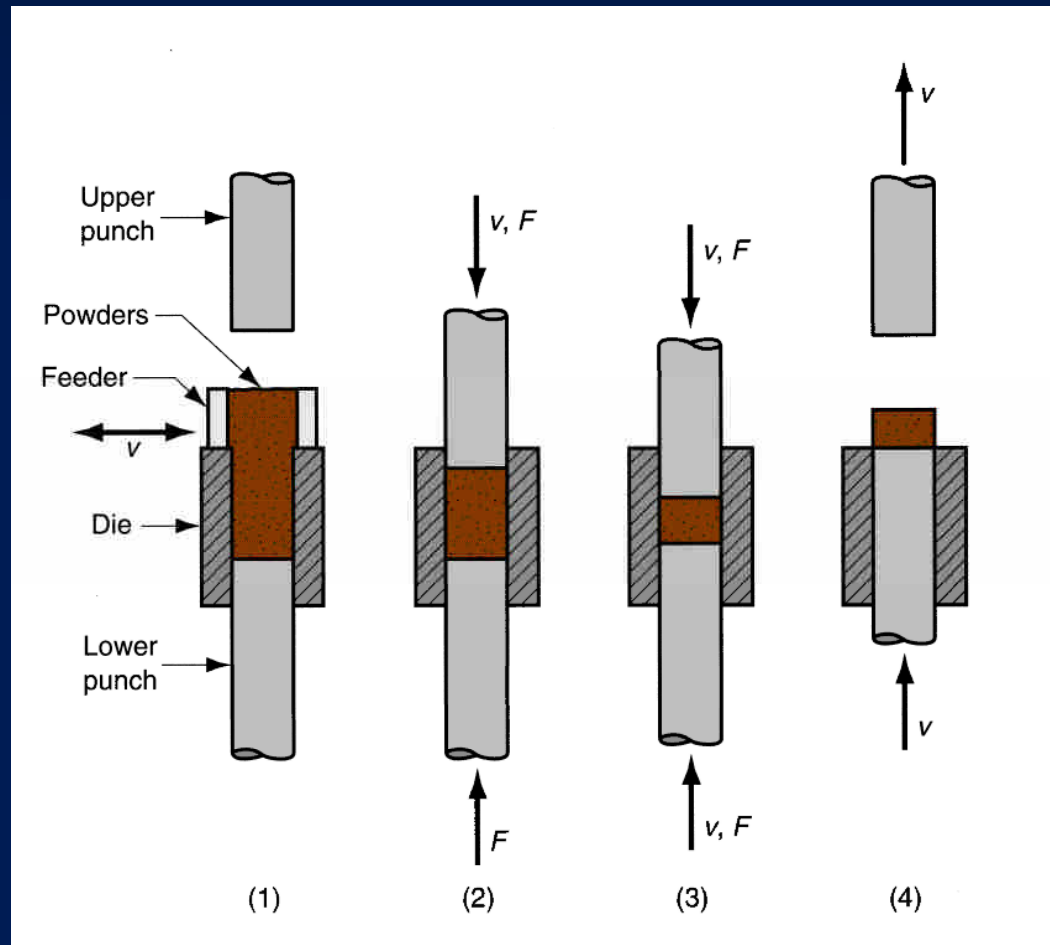 Upper
punch
Powders
Feeder
v
Die
Lower
punch
v, F
F
v, F
v, F
v
v
(1)
(2)
(3)
(4)